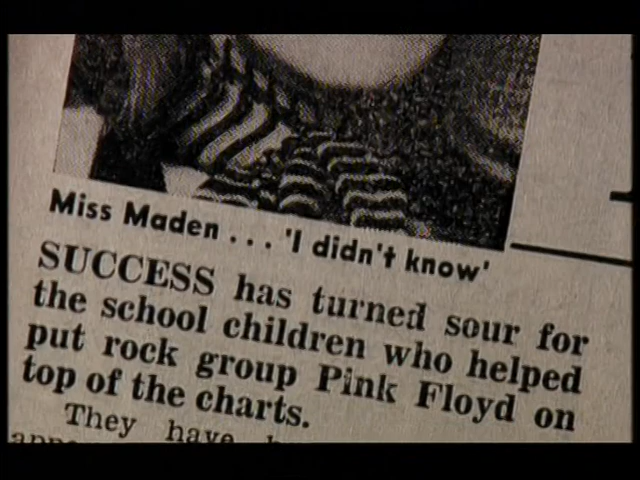 Miss Maden . . . 'I didn't know'
SUCCESS has turned sour for
the school children who helped
put rock group Pink Floyd on
top of the charts.
They have